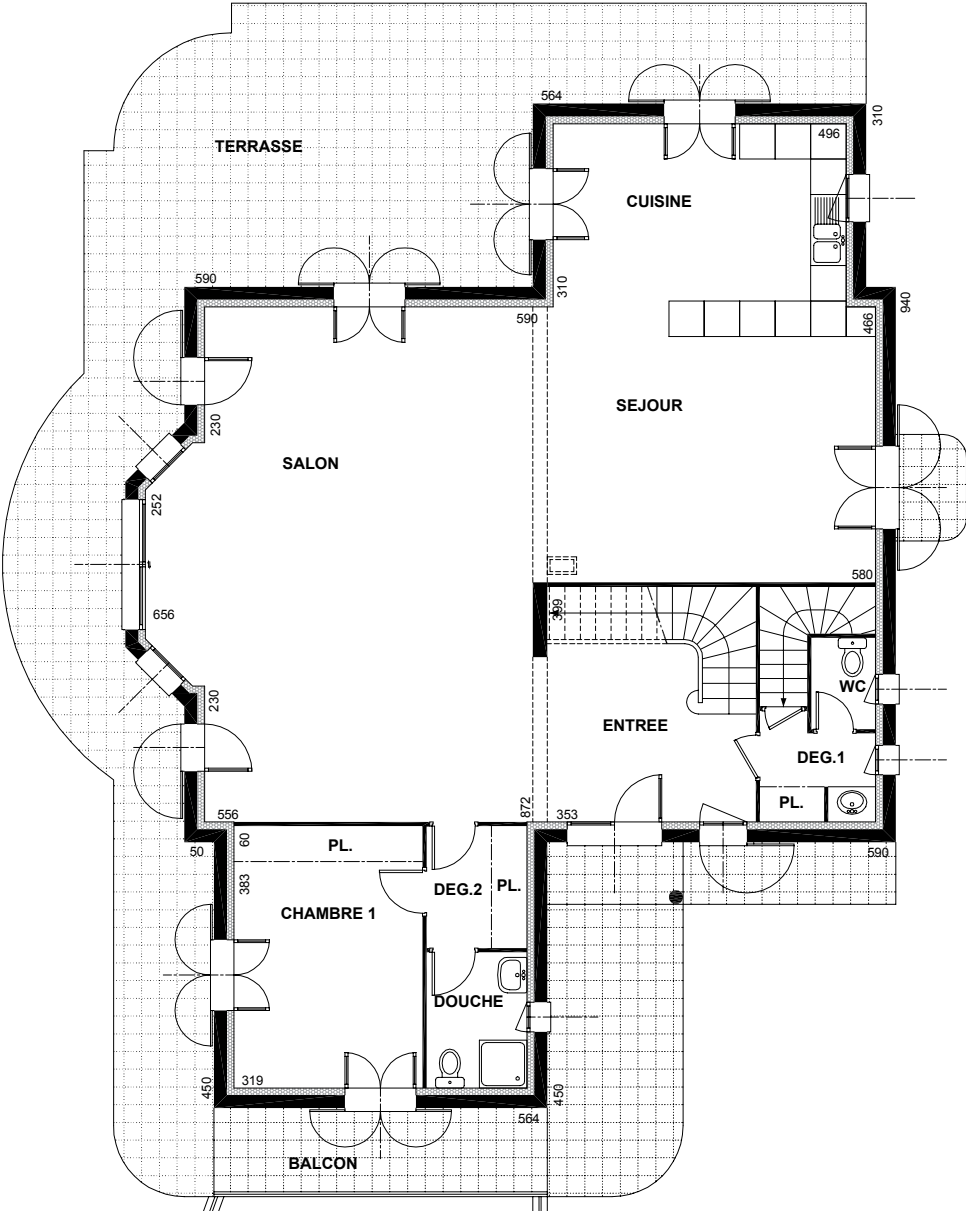 564
310
496
TERRASSE
CUISINE
590
310
590
940
466
SEJOUR
230
SALON
252
580
656
399
WC
230
ENTREE
DEG.1
PL.
556
872
353
50
60
PL.
590
383
DEG.2
PL.
CHAMBRE 1
DOUCHE
319
450
450
564
BALCON